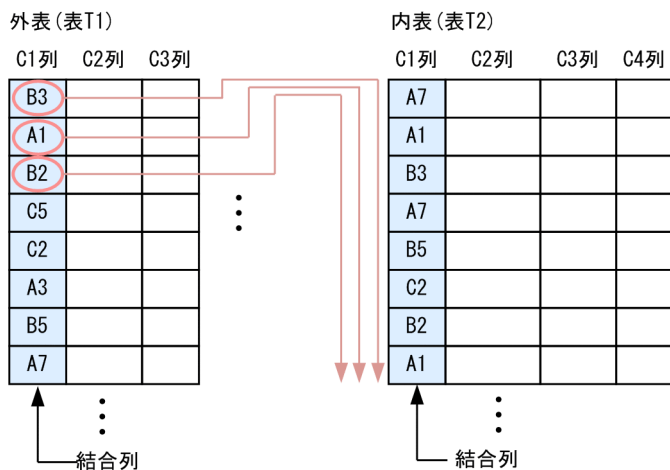 外表(表T1)
C1列 C2列 C3列
B3
A1
B2
C5
C2
A3
B5
A7
結合列
内表(表T2)
C1列 C2列 C3列 C4列
A7
A1
B3
A7
B5
C2
B2
A1
結合列